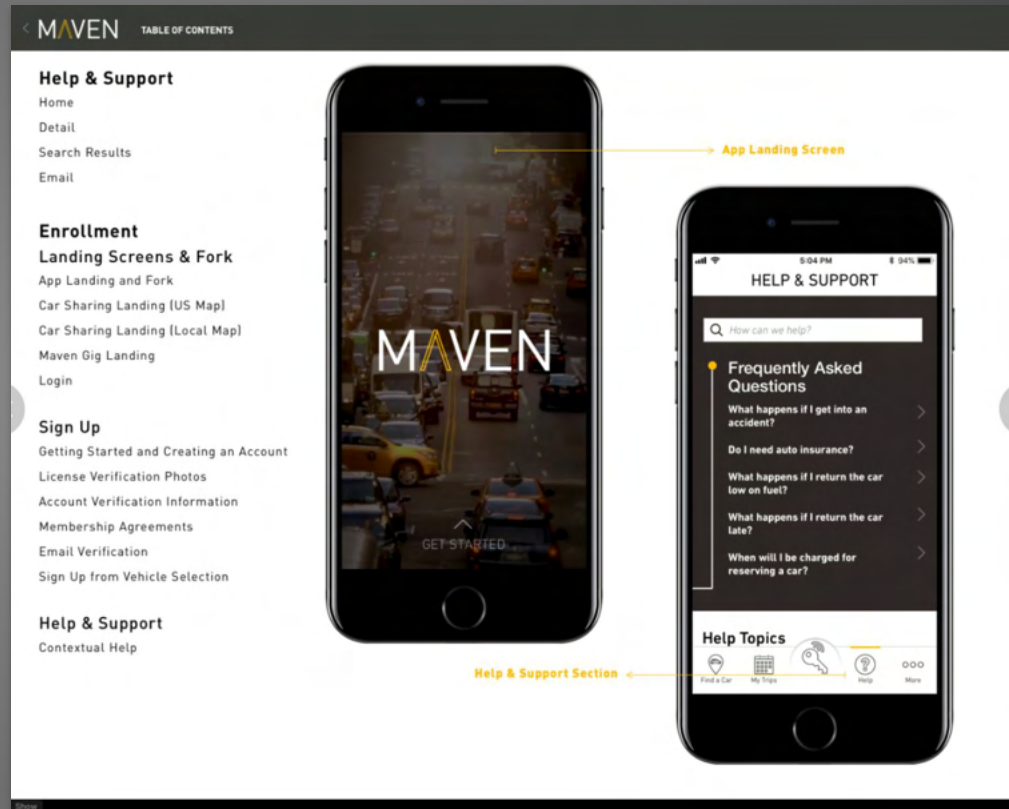 MAVEN TABLE OF CONTENTS
Help & Support
Home
Detail
Search Results
Email
Enrollment
Landing Screens & Fork
App Landing and Fork
Car Sharing Landing (US Map)
Car Sharing Landing (Local Map)
Maven Gig Landing
Login
Sign Up
Getting Started and Creating an Account
License Verification Photos
Account Verification Information
Membership Agreements
Email Verification
Sign Up from Vehicle Selection
Help & Support
Contextual Help
MAVEN
GET STARTED
App Landing Screen
5:04 PM 94%
HELP & SUPPORT
How can we help?
Frequently Asked
Questions
What happens if I get into an
accident?
Do I need auto insurance?
What happens if I return the car
low on fuel?
What happens if I return the car
late?
When will I be charged for
reserving a car?
Help Topics
Find a Car My Trips Help More
Help & Support Section
Show